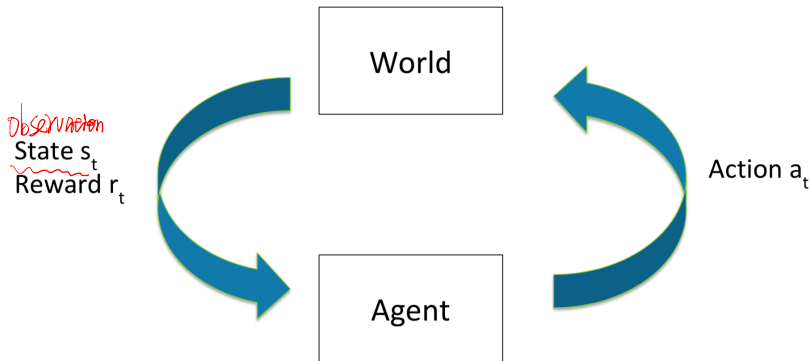 World
Observation
State s_t
Reward r_t
Action a_t
Agent